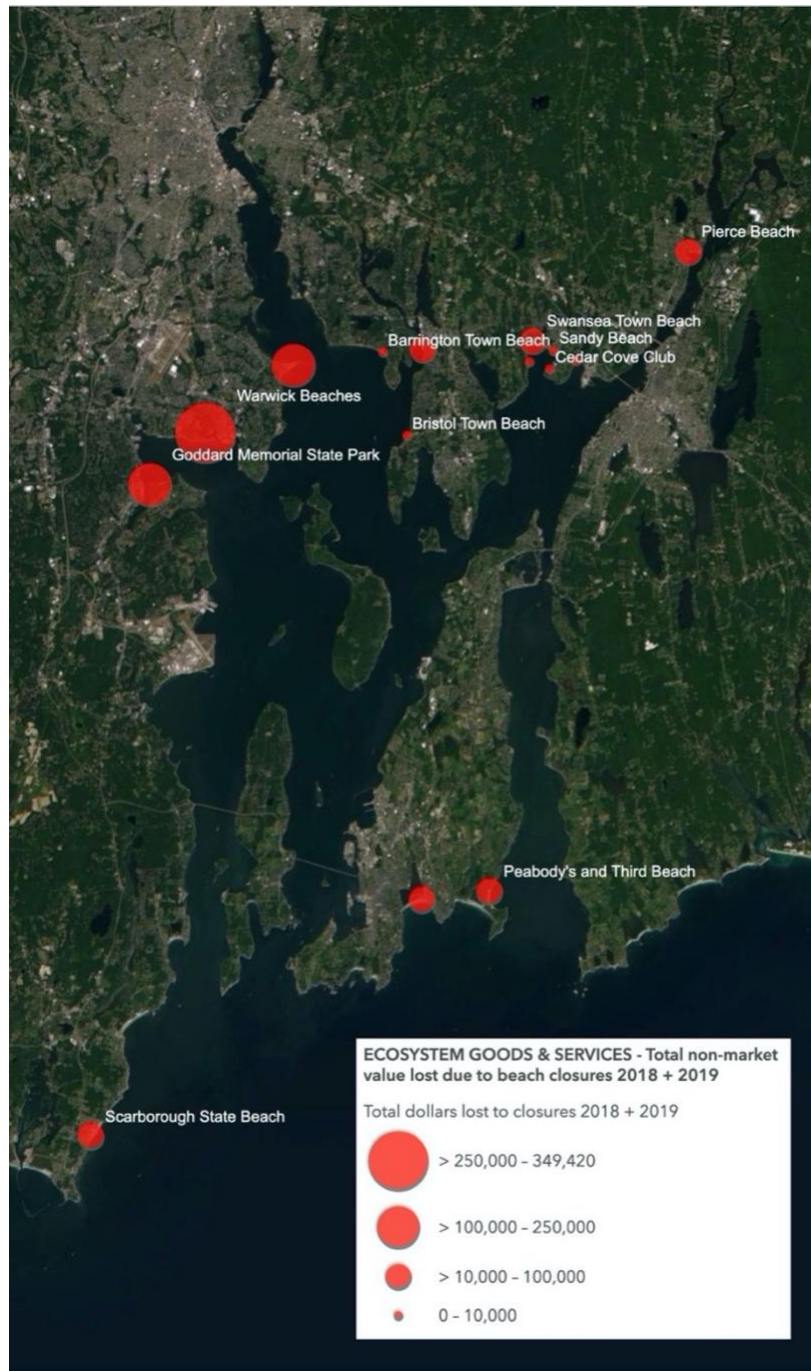 Pierce Beach
Swansea Town Beach
Barrington Town Beach
Sandy Beach
Cedar Cove Club
Warwick Beaches
Bristol Town Beach
Goddard Memorial State Park
Peabody's and Third Beach
Scarborough State Beach
ECOSYSTEM GOODS & SERVICES - Total non-market
value lost due to beach closures 2018 + 2019
Total dollars lost to closures 2018 + 2019
> 250,000 – 349,420
> 100,000 – 250,000
> 10,000 – 100,000
0 – 10,000